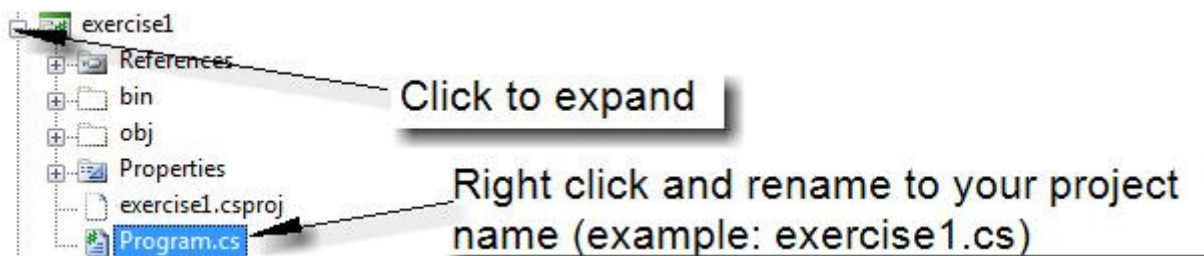 exercise1
References
bin
Click to expand
obj
Properties
Right click and rename to your project
exercise1.csproj
name (example: exercise1.cs)
Program.cs